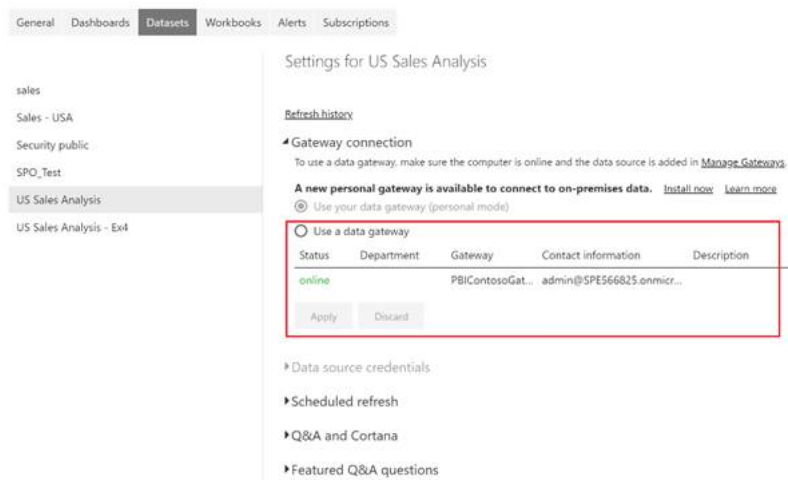 General Dashboards Datasets Workbooks Alerts Subscriptions
Settings for US Sales Analysis
sales
Sales - USA
Security public
SPO_Test
US Sales Analysis
US Sales Analysis - Ex4
Refresh history
Gateway connection
To use a data gateway, make sure the computer is online and the data source is added in Manage Gateways.
A new personal gateway is available to connect to on-premises data. Install now Learn more
Use your data gateway (personal mode)
Use a data gateway
Status Department Gateway Contact information Description
online PBIContosoGat... admin@SPE566825.onmicr...
Apply Discard
Data source credentials
Scheduled refresh
Q&A and Cortana
Featured Q&A questions